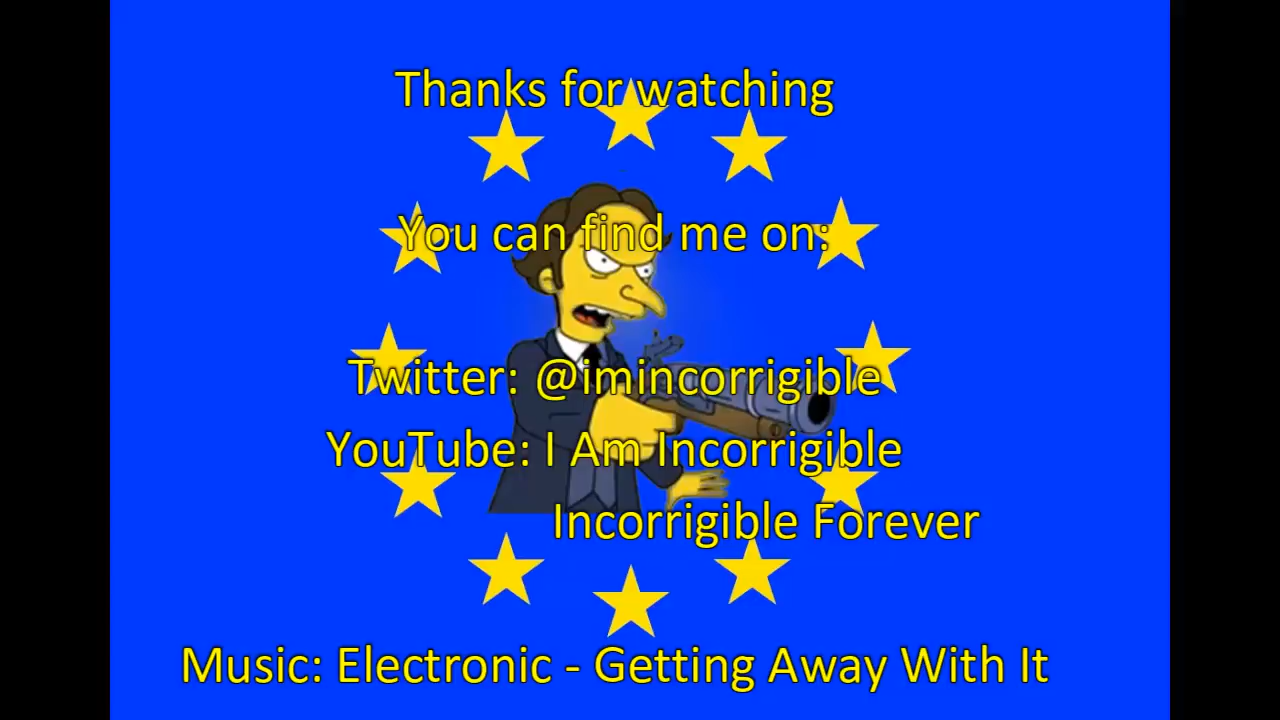 Thanks for watching
You can find me on:
Twitter: @imincorrigible
YouTube: I Am Incorrigible
Incorrigible Forever
Music: Electronic - Getting Away With It